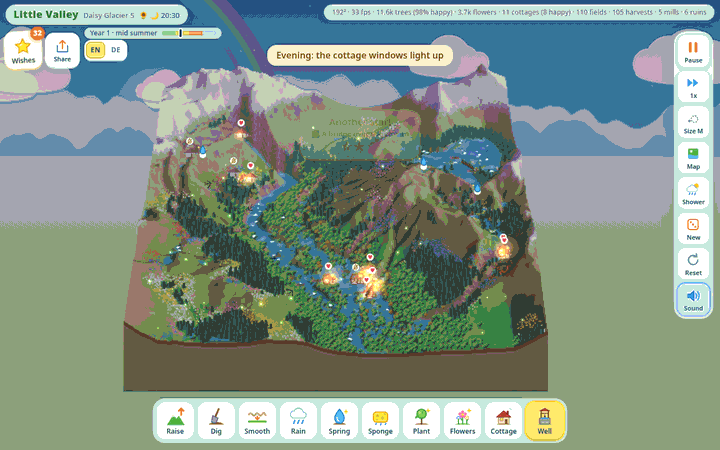 Little Valley Daisy Glacier 5 20:30
192² · 33 fps · 11.6k trees (98% happy) · 3.7k flowers · 11 cottages (8 happy) · 110 fields · 105 harvests · 5 mills · 6 ruins
Year 1 · mid summer
32
Wishes
Share
EN DE
Evening: the cottage windows light up
Pause
1x
Size M
Map
Shower
New
Reset
Sound
Raise Dig Smooth Rain Spring Sponge Plant Flowers Cottage Well